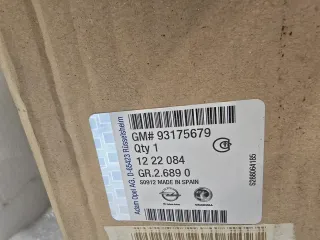 GM# 93175679
Qty 1
12 22 084
GR.2.689 0
S0912 MADE IN SPAIN
Adam Opel AG, D-65423 Rüsselsheim